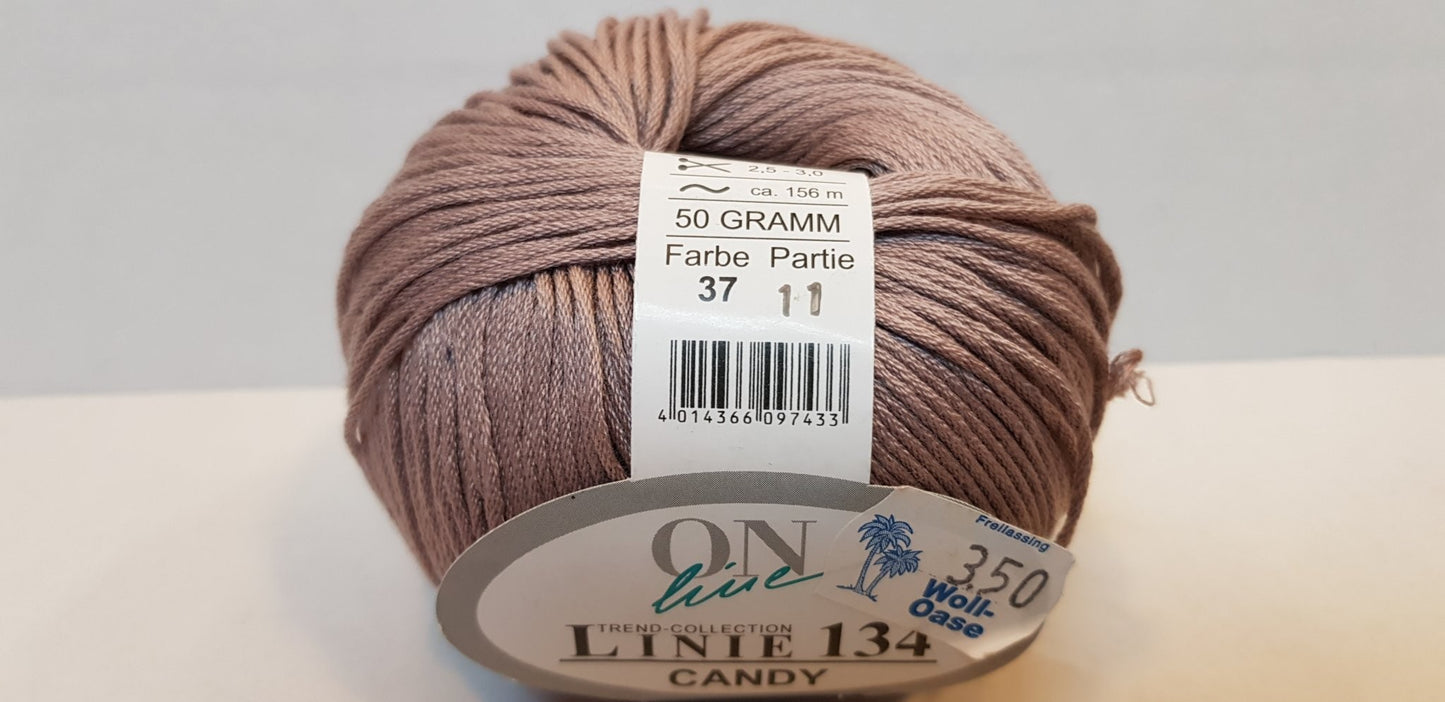 2,5 - 3,0
ca. 156 m
50 GRAMM
Farbe Partie
37 11
4 014366 097433
ON
line
TREND-COLLECTION
LINIE 134
CANDY
Freilassing
3,50
Woll-
Oase